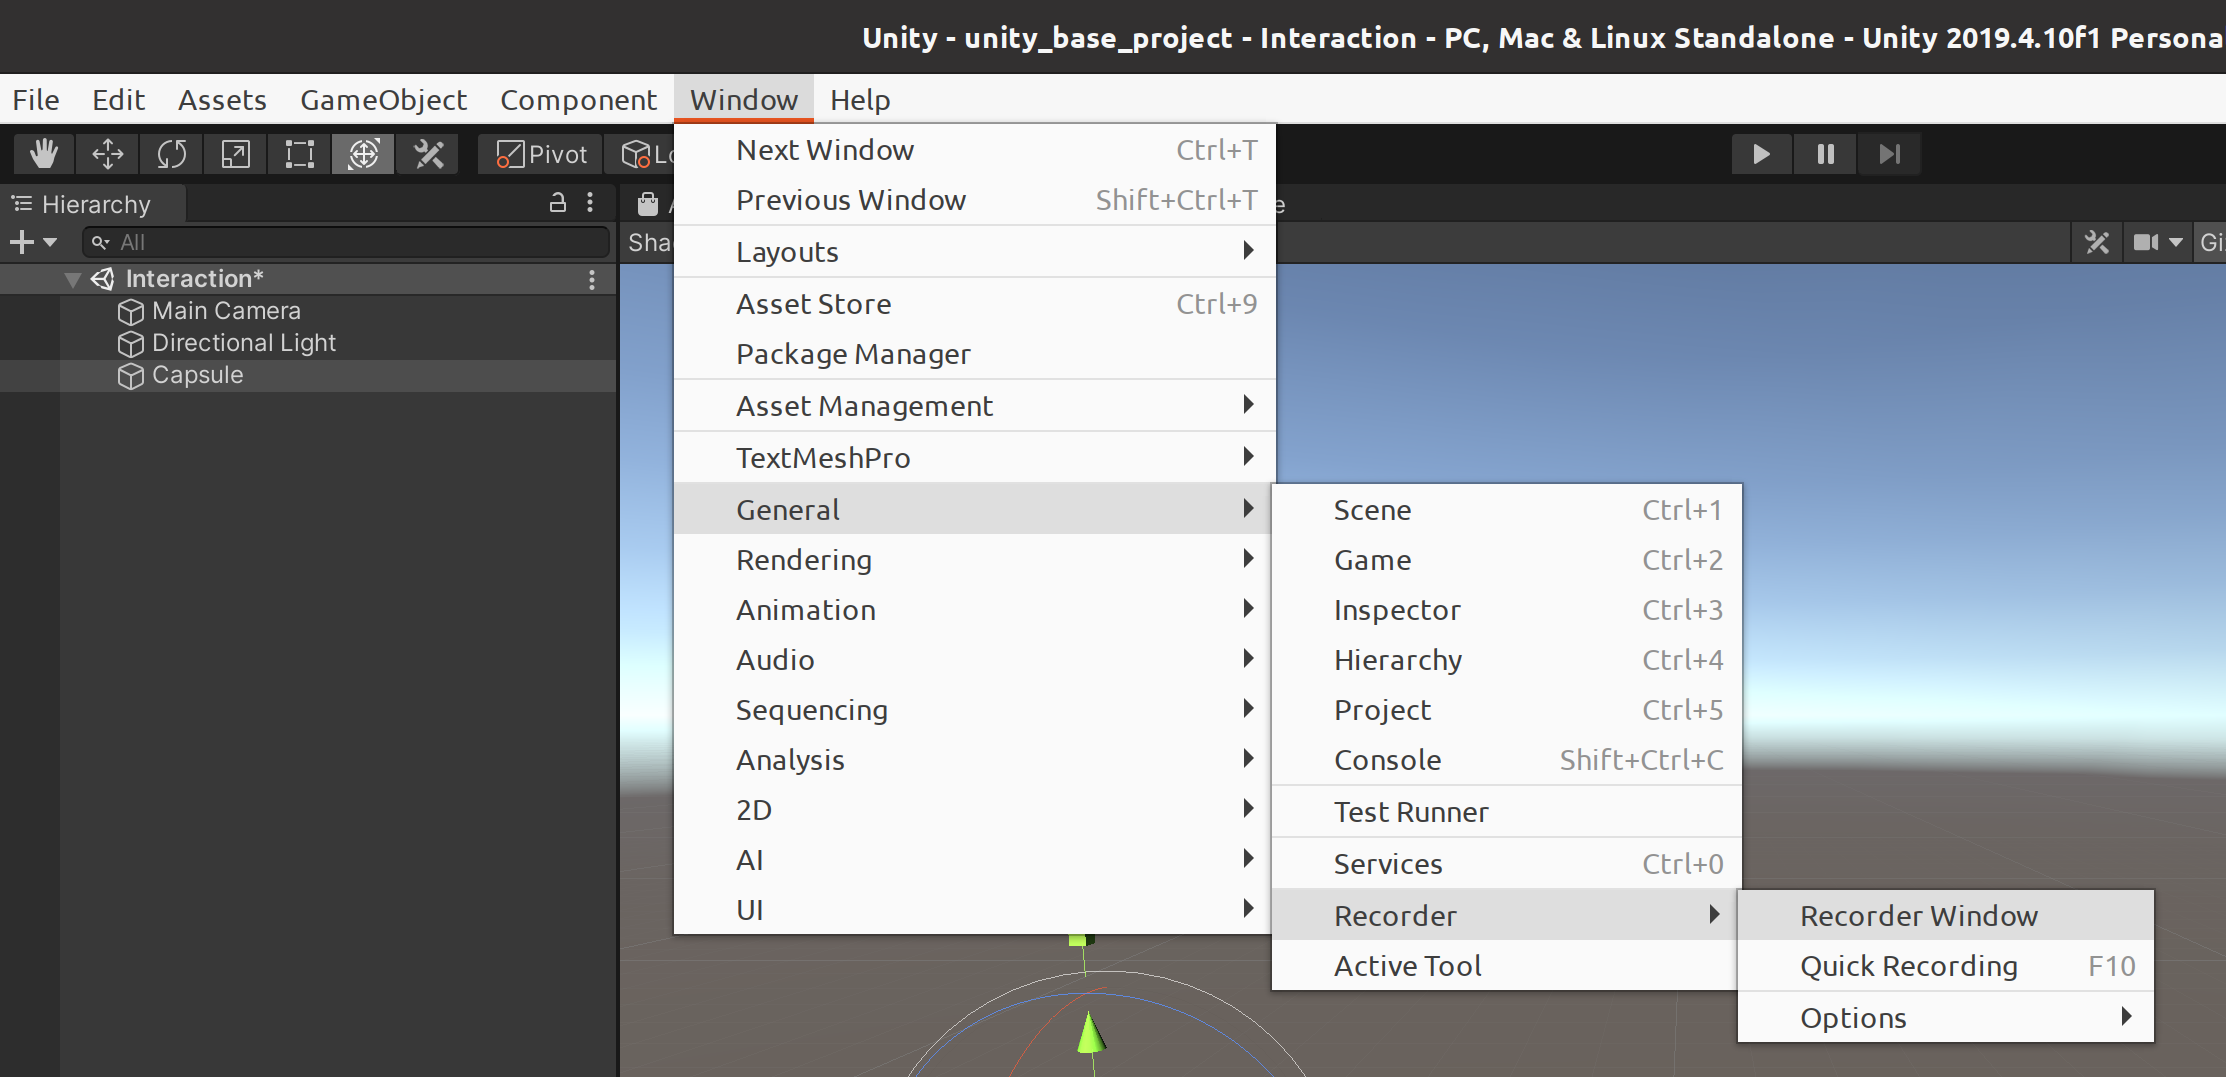 Unity - unity_base_project - Interaction - PC, Mac & Linux Standalone - Unity 2019.4.10f1 Persona
File Edit Assets GameObject Component Window Help
Pivot
Hierarchy
All
Sha
Gi
Interaction*
Main Camera
Directional Light
Capsule
Next Window Ctrl+T
Previous Window Shift+Ctrl+T
Layouts
Asset Store Ctrl+9
Package Manager
Asset Management
TextMeshPro
General
Rendering
Animation
Audio
Sequencing
Analysis
2D
AI
UI
Scene Ctrl+1
Game Ctrl+2
Inspector Ctrl+3
Hierarchy Ctrl+4
Project Ctrl+5
Console Shift+Ctrl+C
Test Runner
Services Ctrl+0
Recorder
Active Tool
Recorder Window
Quick Recording F10
Options